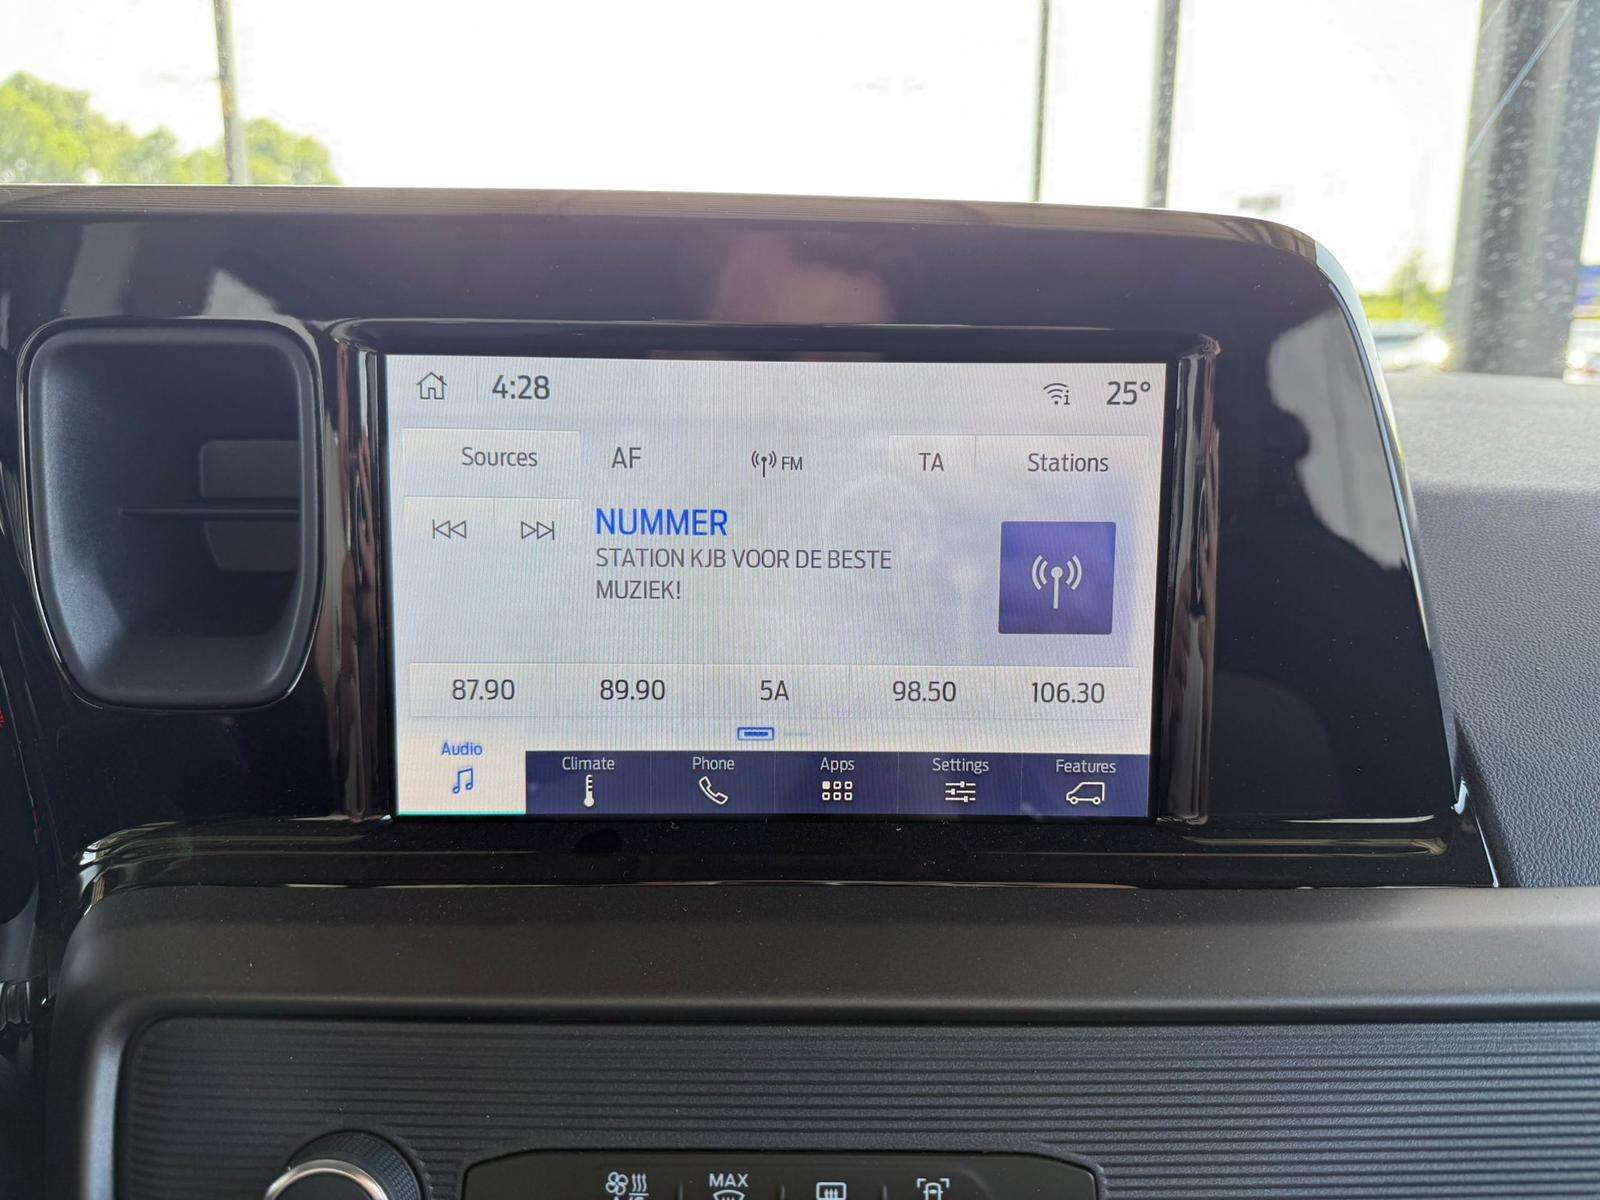 4:28 25°
Sources AF FM TA Stations
NUMMER
STATION KJB VOOR DE BESTE
MUZIEK!
87.90 89.90 5A 98.50 106.30
Audio Climate Phone Apps Settings Features
MAX